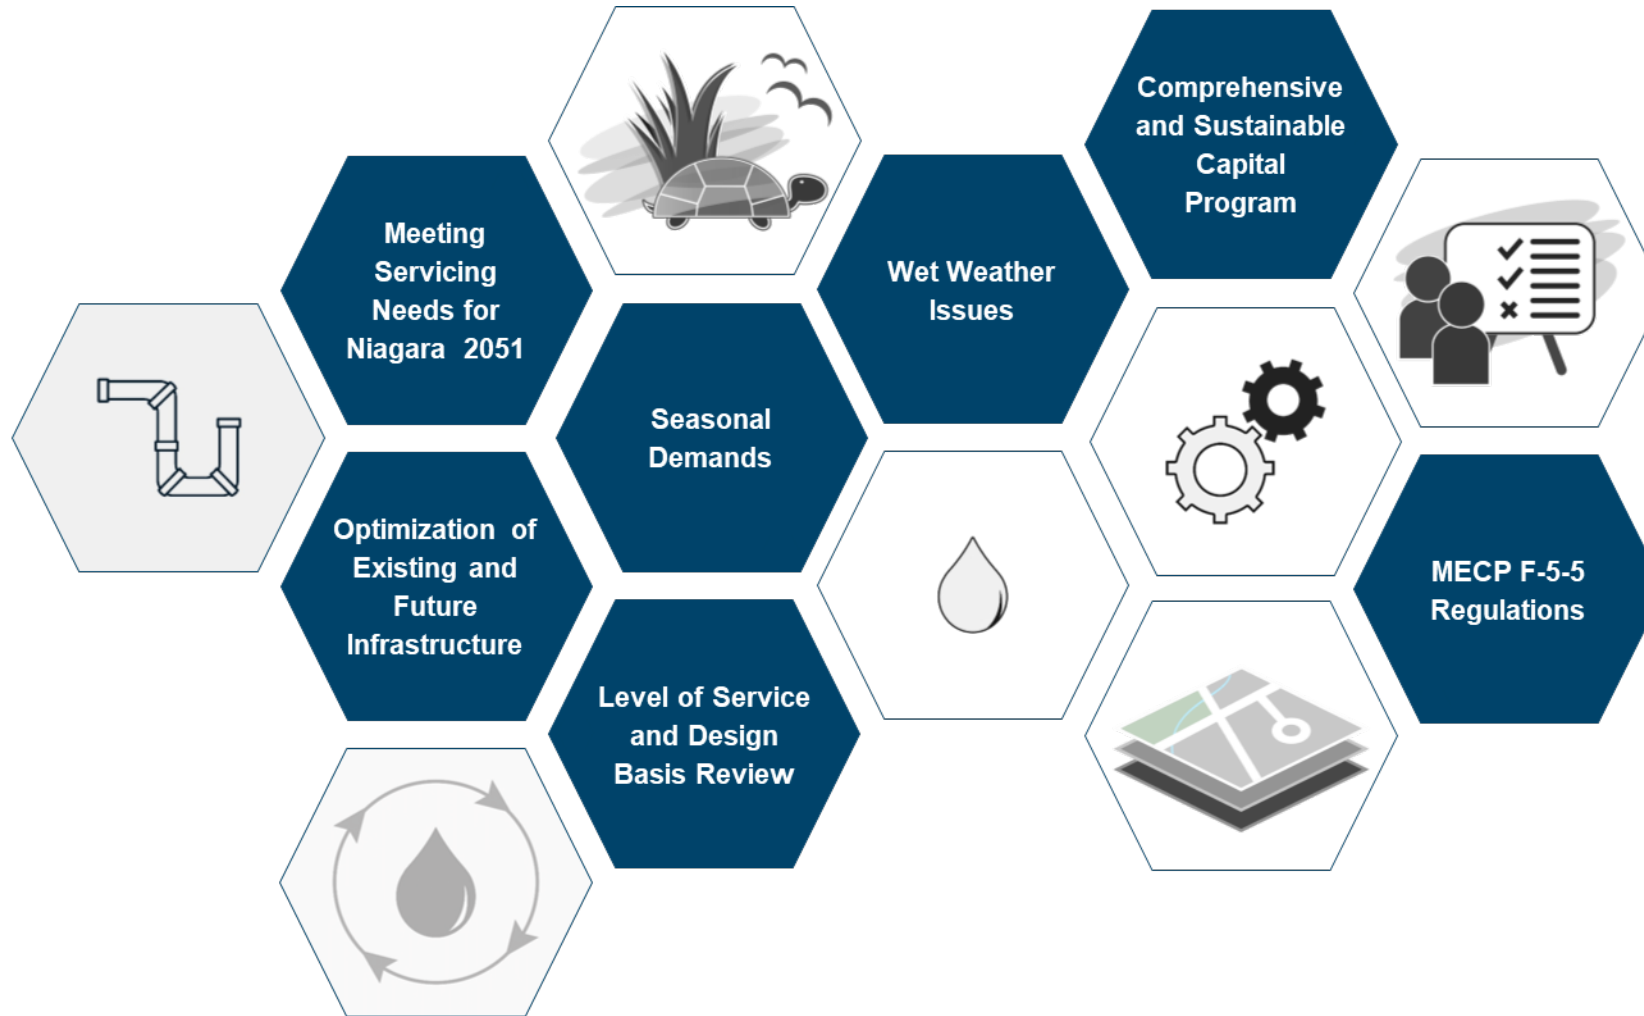 Meeting
Servicing
Needs for
Niagara 2051
Optimization of
Existing and
Future
Infrastructure
Seasonal
Demands
Level of Service
and Design
Basis Review
Wet Weather
Issues
Comprehensive
and Sustainable
Capital
Program
MECP F-5-5
Regulations